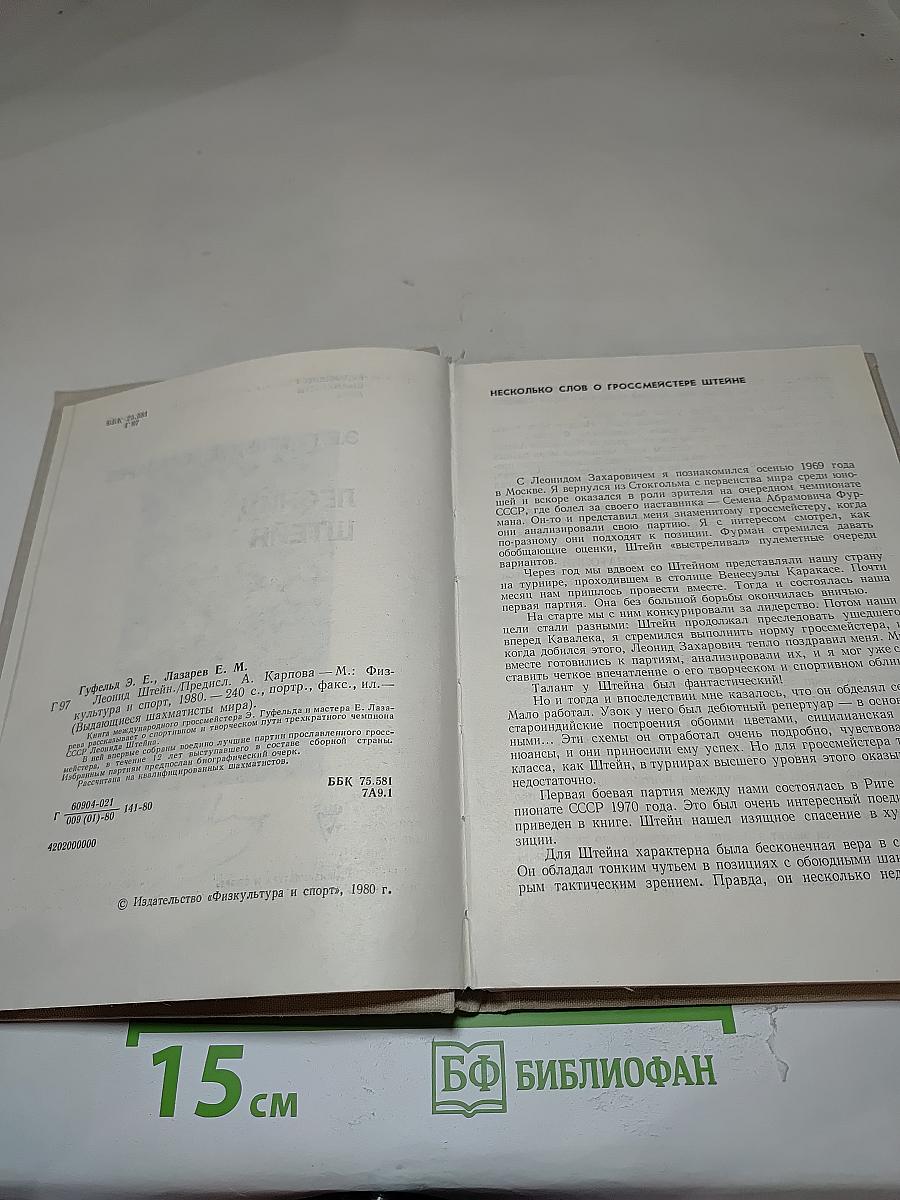 ББК 75.581
Г 97
Гуфельд Э. Е., Лазарев Е. М.
Г 97 Леонид Штейн./Предисл. А. Карпова — М.: Физ-
культура и спорт, 1980. — 240 с., портр., факс., ил. —
(Выдающиеся шахматисты мира).
Книга международного гроссмейстера Э. Гуфельда и мастера Е. Лаза-
рева рассказывает о спортивном и творческом пути трехкратного чемпиона
СССР Леонида Штейна.
В ней впервые собраны воедино лучшие партии прославленного гросс-
мейстера, в течение 12 лет выступавшего в составе сборной страны.
Избранным партиям предпослан биографический очерк.
Рассчитана на квалифицированных шахматистов.
ББК 75.581
7А9.1
Г 60904-021 141-80
009 (01)-80
4202000000
© Издательство «Физкультура и спорт», 1980 г.
НЕСКОЛЬКО СЛОВ О ГРОССМЕЙСТЕРЕ ШТЕЙНЕ
С Леонидом Захаровичем я познакомился осенью 1969 года
в Москве. Я вернулся из Стокгольма с первенства мира среди юно-
шей и вскоре оказался в роли зрителя на очередном чемпионате
СССР, где болел за своего наставника — Семена Абрамовича Фур-
мана. Он-то и представил меня знаменитому гроссмейстеру, когда
они анализировали свою партию. Я с интересом смотрел, как
по-разному они подходят к позиции. Фурман стремился давать
обобщающие оценки, Штейн «выстреливал» пулеметные очереди
вариантов.
Через год мы вдвоем со Штейном представляли нашу страну
на турнире, проходившем в столице Венесуэлы Каракасе. Почти
месяц нам пришлось провести вместе. Тогда и состоялась наша
первая партия. Она без большой борьбы окончилась вничью.
На старте мы с ним конкурировали за лидерство. Потом наши
цели стали разными: Штейн продолжал преследовать ушедшего
вперед Кавалека, я стремился выполнить норму гроссмейстера,
когда добился этого, Леонид Захарович тепло поздравил меня. М
вместе готовились к партиям, анализировали их, и я мог уже с
ставить четкое впечатление о его творческом и спортивном обли
Талант у Штейна был фантастический!
Но и тогда и впоследствии мне казалось, что он обделял се
Мало работал. Узок у него был дебютный репертуар — в основ
староиндийские построения обоими цветами, сицилианская
ными... Эти схемы он отработал очень подробно, чувствова
нюансы, и они приносили ему успех. Но для гроссмейстера т
класса, как Штейн, в турнирах высшего уровня этого оказы
недостаточно.
Первая боевая партия между нами состоялась в Риге
пионате СССР 1970 года. Это был очень интересный поеди
приведен в книге. Штейн нашел изящное спасение в ху
зиции.
Для Штейна характерна была бесконечная вера в с
Он обладал тонким чутьем в позициях с обоюдными шан
рым тактическим зрением. Правда, он несколько нед
15 см
БФ БИБЛИОФАН